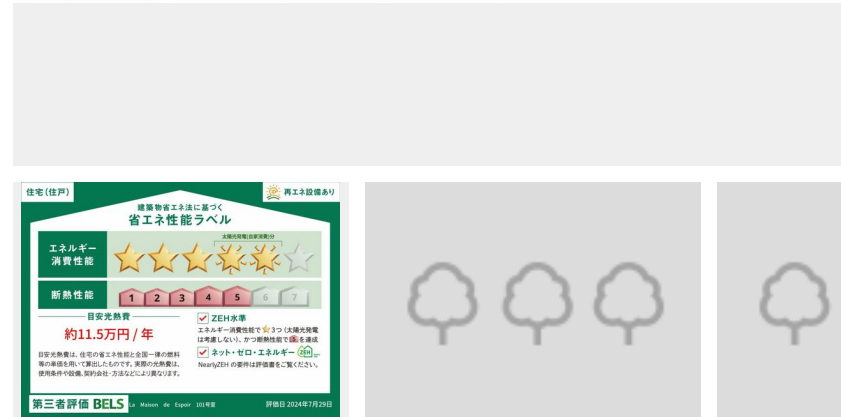 住宅(住戸)
再エネ設備あり
建築物省エネ法に基づく
省エネ性能ラベル
太陽光発電(自家消費)分
エネルギー
消費性能
断熱性能
1 2 3 4 5 6 7
目安光熱費
約11.5万円 / 年
目安光熱費は、住宅の省エネ性能と全国一律の燃料
等の単価を用いて算出したものです。実際の光熱費は、
使用条件や設備、契約会社・方法などにより異なります。
ZEH水準
エネルギー消費性能で 3つ (太陽光発電
は考慮しない)、かつ断熱性能で 5 を達成
ネット・ゼロ・エネルギー ZEH
NearlyZEH の要件は評価書をご覧ください。
第三者評価 BELS
La Maison de Espoir 101号室
評価日 2024年7月29日